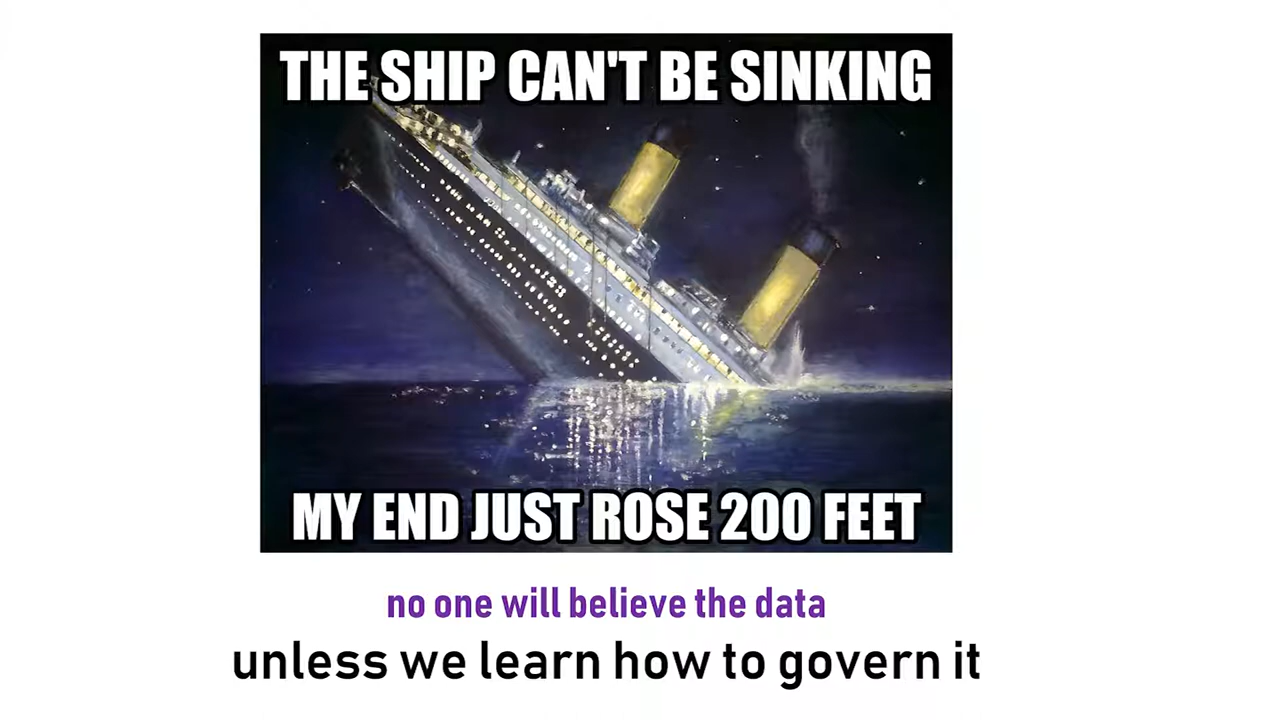 THE SHIP CAN'T BE SINKING
MY END JUST ROSE 200 FEET
no one will believe the data
unless we learn how to govern it